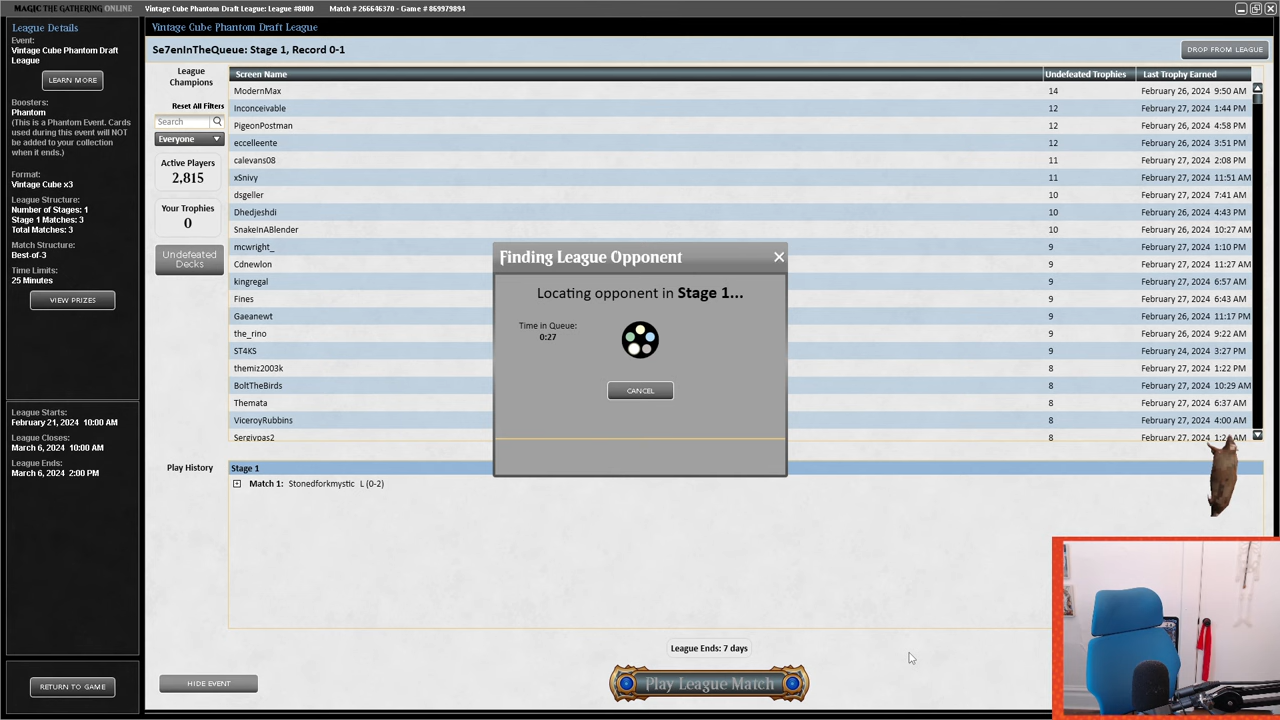 MAGIC THE GATHERING ONLINE
Vintage Cube Phantom Draft League: League #8000
Match # 266646370 - Game # 869979894
League Details
Event:
Vintage Cube Phantom Draft
League
LEARN MORE
Boosters:
Phantom
(This is a Phantom Event. Cards
used during this event will NOT
be added to your collection
when it ends.)
Format:
Vintage Cube x3
League Structure:
Number of Stages: 1
Stage 1 Matches: 3
Total Matches: 3
Match Structure:
Best-of-3
Time Limits:
25 Minutes
VIEW PRIZES
League Starts:
February 21, 2024 10:00 AM
League Closes:
March 6, 2024 10:00 AM
League Ends:
March 6, 2024 2:00 PM
RETURN TO GAME
Vintage Cube Phantom Draft League
Se7enInTheQueue: Stage 1, Record 0-1
DROP FROM LEAGUE
League
Champions
Reset All Filters
Search
Everyone
Active Players
2,815
Your Trophies
0
Undefeated
Decks
Screen Name Undefeated Trophies Last Trophy Earned
ModernMax 14 February 26, 2024 9:50 AM
Inconceivable 12 February 27, 2024 1:44 PM
PigeonPostman 12 February 26, 2024 4:58 PM
eccelleente 12 February 26, 2024 3:51 PM
calevans08 11 February 27, 2024 2:08 PM
xSnivy 11 February 27, 2024 11:51 AM
dsgeller 10 February 27, 2024 7:41 AM
Dhedjeshdi 10 February 26, 2024 4:43 PM
SnakeInABlender 10 February 26, 2024 10:27 AM
mcwright_ 9 February 27, 2024 1:10 PM
Cdnewlon 9 February 27, 2024 11:27 AM
kingregal 9 February 27, 2024 6:57 AM
Fines 9 February 27, 2024 6:43 AM
Gaeanewt 9 February 26, 2024 11:17 PM
the_rino 9 February 26, 2024 9:22 AM
ST4KS 9 February 24, 2024 3:27 PM
themiz2003k 8 February 27, 2024 1:22 PM
BoltTheBirds 8 February 27, 2024 10:29 AM
Themata 8 February 27, 2024 6:37 AM
ViceroyRubbins 8 February 27, 2024 4:00 AM
Sergivpas2 8 February 27, 2024
Finding League Opponent
Locating opponent in Stage 1...
Time in Queue:
0:27
CANCEL
Play History
Stage 1
Match 1: Stonedforkmystic L (0-2)
League Ends: 7 days
HIDE EVENT
Play League Match